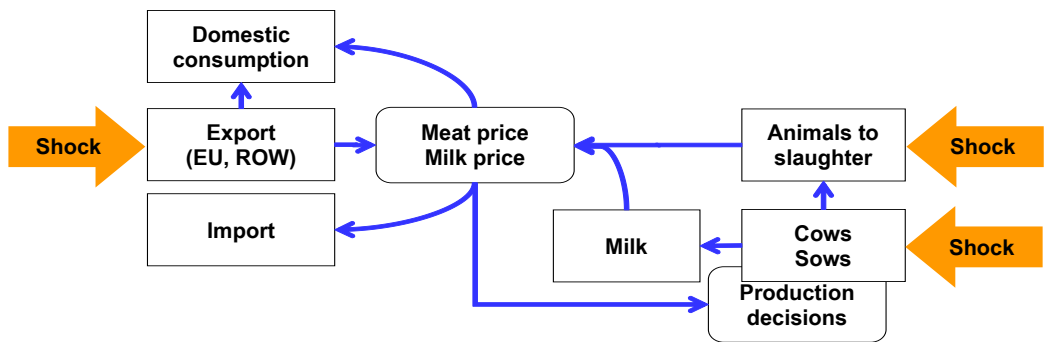 Domestic
consumption
Shock
Export
(EU, ROW)
Import
Meat price
Milk price
Milk
Animals to
slaughter
Shock
Cows
Sows
Shock
Production
decisions